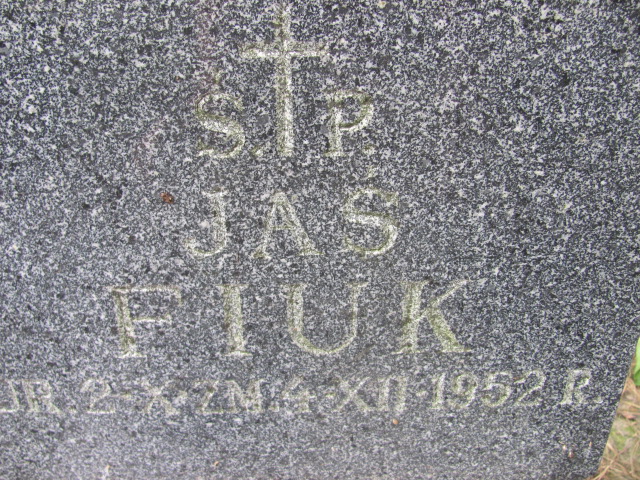 Ś. P.
JAŚ
FIUK
UR. 2-X-ZM. 4-XII-1952 R.